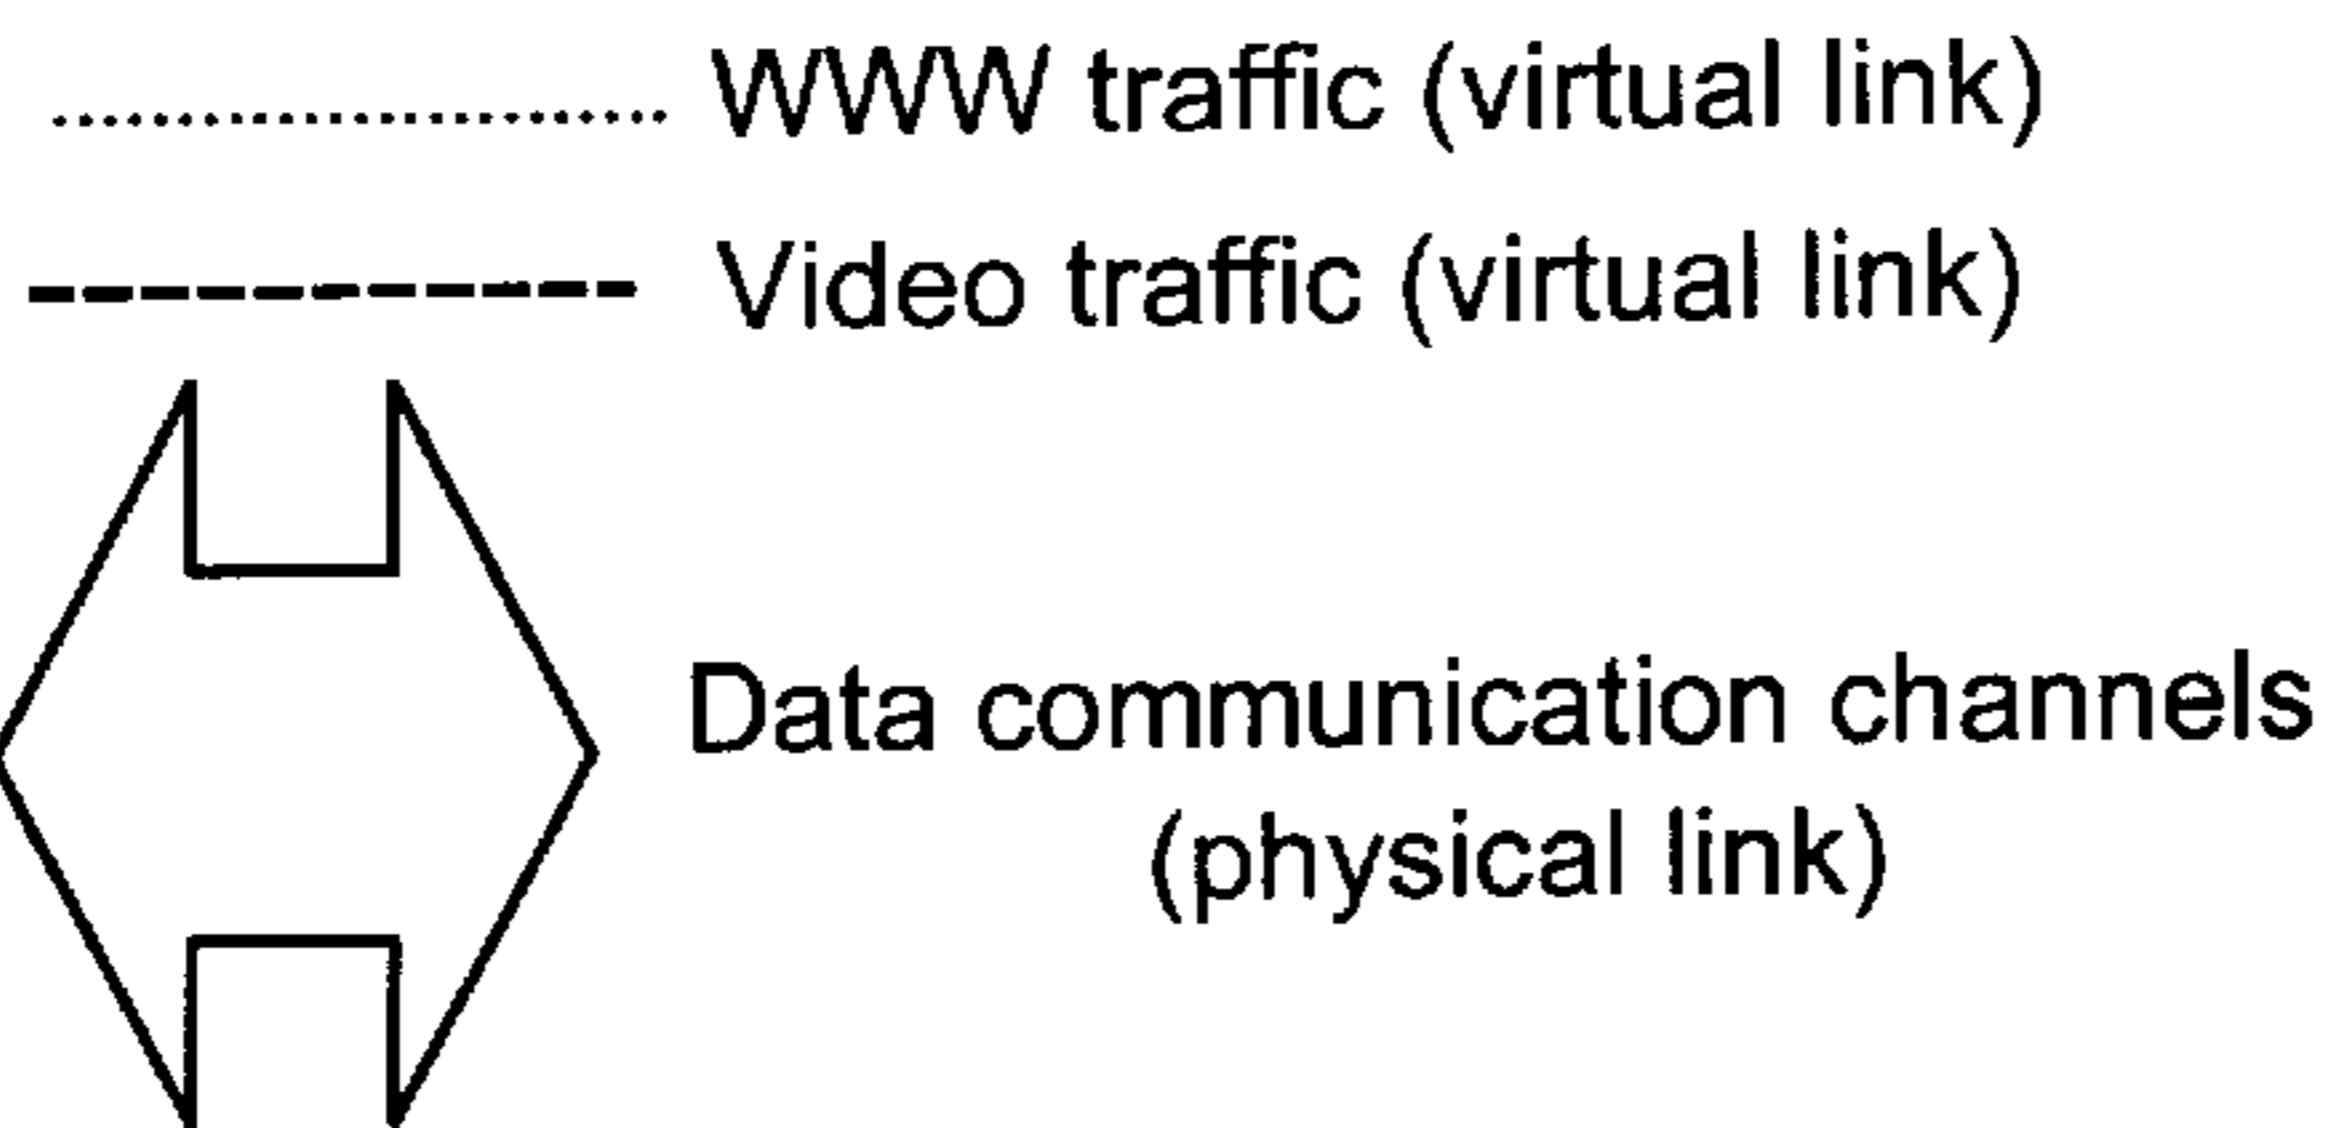 WWW traffic (virtual link)
Video traffic (virtual link)
Data communication channels
(physical link)